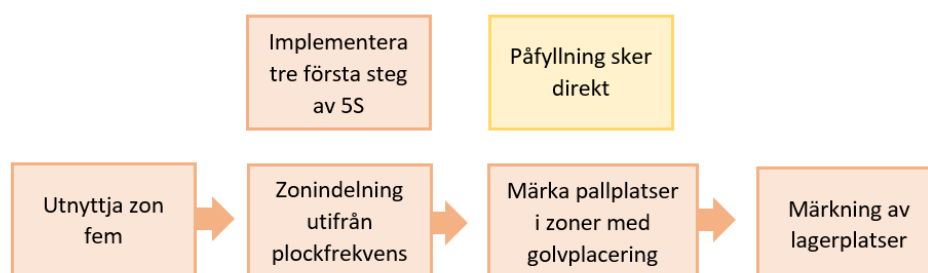 Implementera
tre första steg
av 5S
Påfyllning sker
direkt
Utnyttja zon
fem
Zonindelning
utifrån
plockfrekvens
Märka pallplatser
i zoner med
golvplacering
Märkning av
lagerplatser